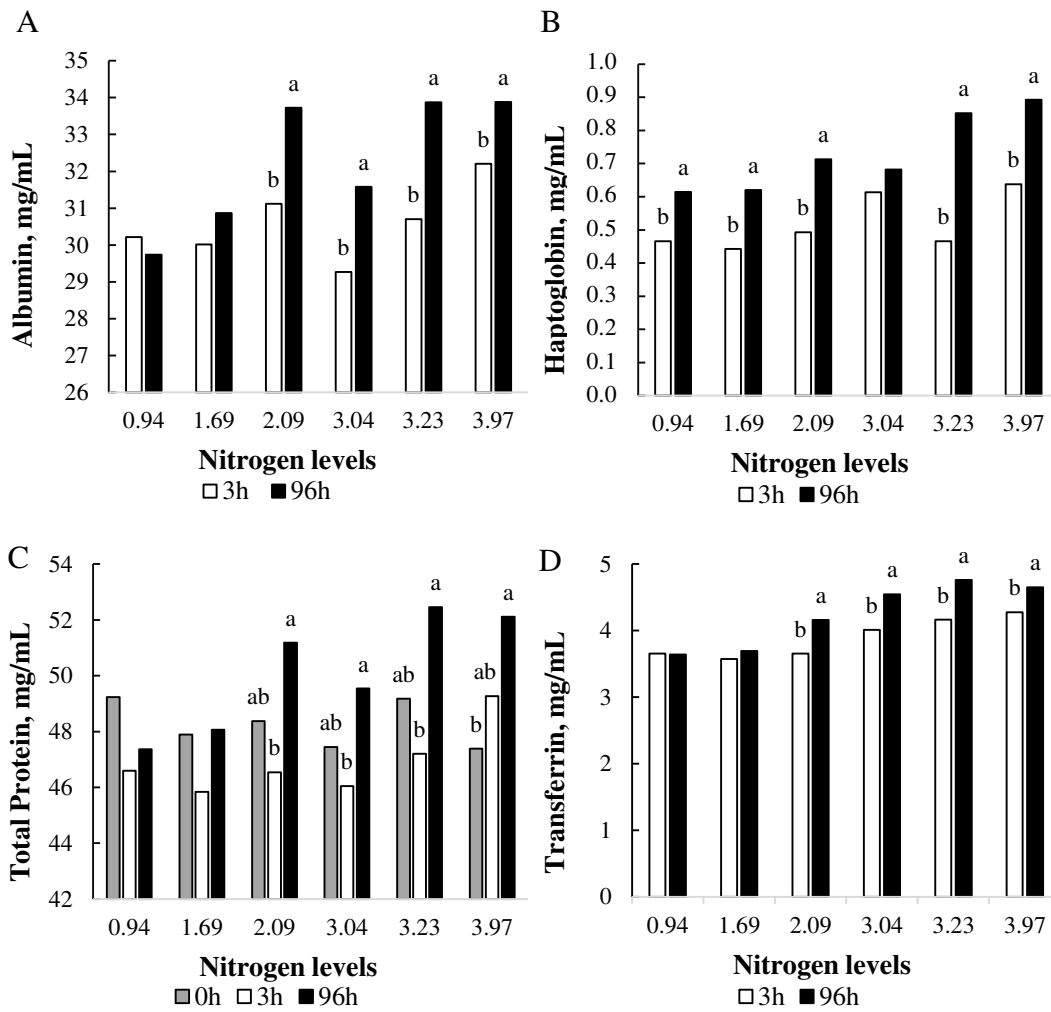 A
Albumin, mg/mL
35
34
33
32
31
30
29
28
27
26
b a b a b a b a
0.94 1.69 2.09 3.04 3.23 3.97
Nitrogen levels
3h 96h
B
Haptoglobin, mg/mL
1.0
0.9
0.8
0.7
0.6
0.5
0.4
0.3
0.2
0.1
0.0
b a b a b a b a b a
0.94 1.69 2.09 3.04 3.23 3.97
Nitrogen levels
3h 96h
C
Total Protein, mg/mL
54
52
50
48
46
44
42
ab b a ab b a ab b a b ab a
0.94 1.69 2.09 3.04 3.23 3.97
Nitrogen levels
0h 3h 96h
D
Transferrin, mg/mL
5
4
3
2
1
0
b a b a b a b a
0.94 1.69 2.09 3.04 3.23 3.97
Nitrogen levels
3h 96h